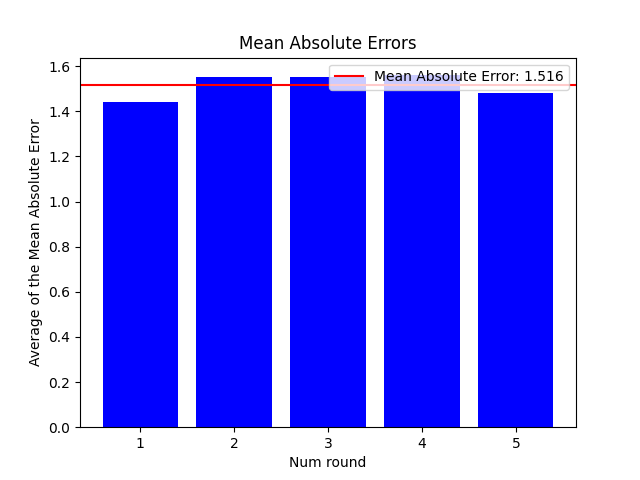 Mean Absolute Errors
Mean Absolute Error: 1.516
Average of the Mean Absolute Error
1.6
1.4
1.2
1.0
0.8
0.6
0.4
0.2
0.0
1 2 3 4 5
Num round